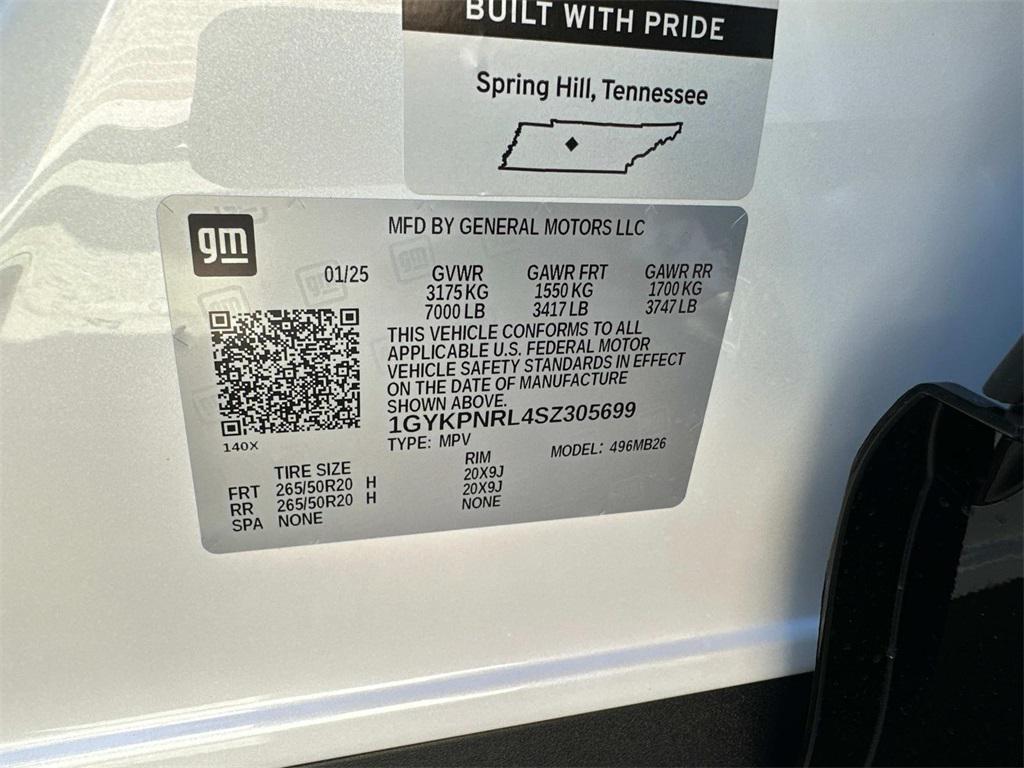 BUILT WITH PRIDE
Spring Hill, Tennessee
gm
MFD BY GENERAL MOTORS LLC
01/25 GVWR GAWR FRT GAWR RR
3175 KG 1550 KG 1700 KG
7000 LB 3417 LB 3747 LB
THIS VEHICLE CONFORMS TO ALL
APPLICABLE U.S. FEDERAL MOTOR
VEHICLE SAFETY STANDARDS IN EFFECT
ON THE DATE OF MANUFACTURE
SHOWN ABOVE.
1GYKPNRL4SZ305699
TYPE: MPV MODEL: 496MB26
140X
TIRE SIZE RIM
FRT 265/50R20 H 20X9J
RR 265/50R20 H 20X9J
SPA NONE NONE